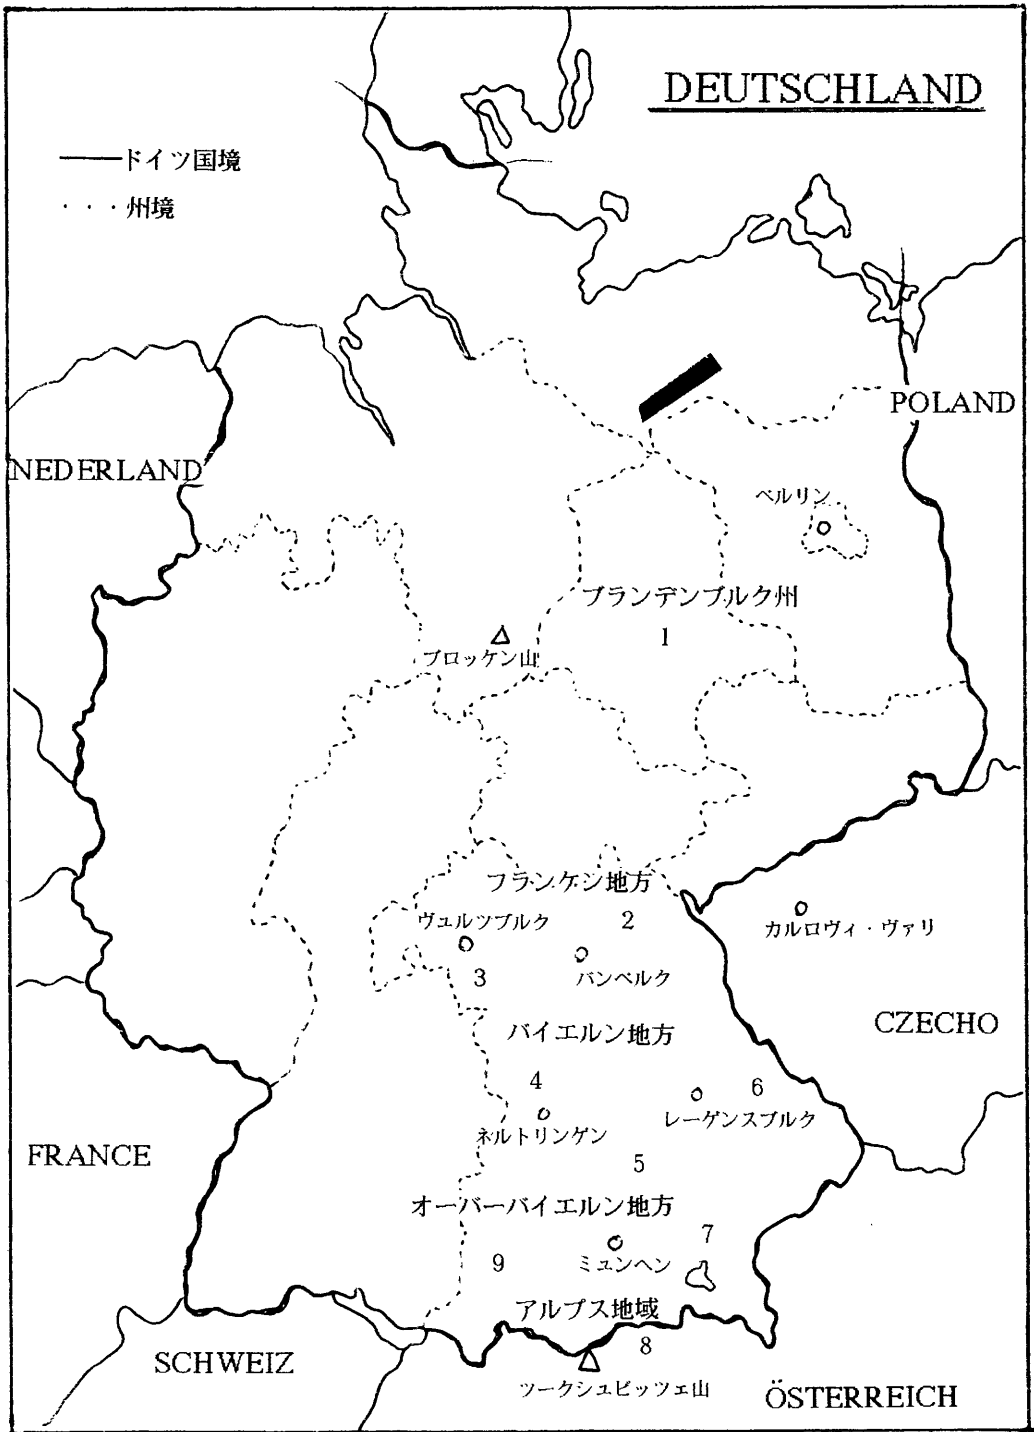 DEUTSCHLAND
———ドイツ国境
・・・州境
POLAND
NEDERLAND
ベルリン
ブランデンブルク州
1
ブロッケン山
フランケン地方
ヴュルツブルク
2
カルロヴィ・ヴァリ
3
バンベルク
CZECHO
バイエルン地方
4
6
レーゲンスブルク
ネルトリンゲン
FRANCE
5
オーバーバイエルン地方
7
9
ミュンヘン
アルプス地域
8
SCHWEIZ
ツークシュピッツェ山
ÖSTERREICH